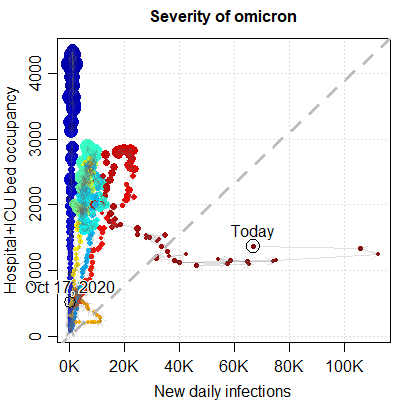 Severity of omicron
Hospital+ICU bed occupancy
4000
3000
2000
1000
0
Today
Oct 17, 2020
0K 20K 40K 60K 80K 100K
New daily infections